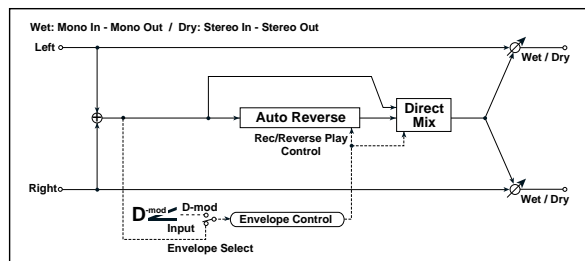 Wet: Mono In - Mono Out / Dry: Stereo In - Stereo Out
Left
Wet / Dry
Auto Reverse
Direct
Mix
Rec/Reverse Play
Control
Right
Wet / Dry
D-mod
D-mod
Input
Envelope Control
Envelope Select